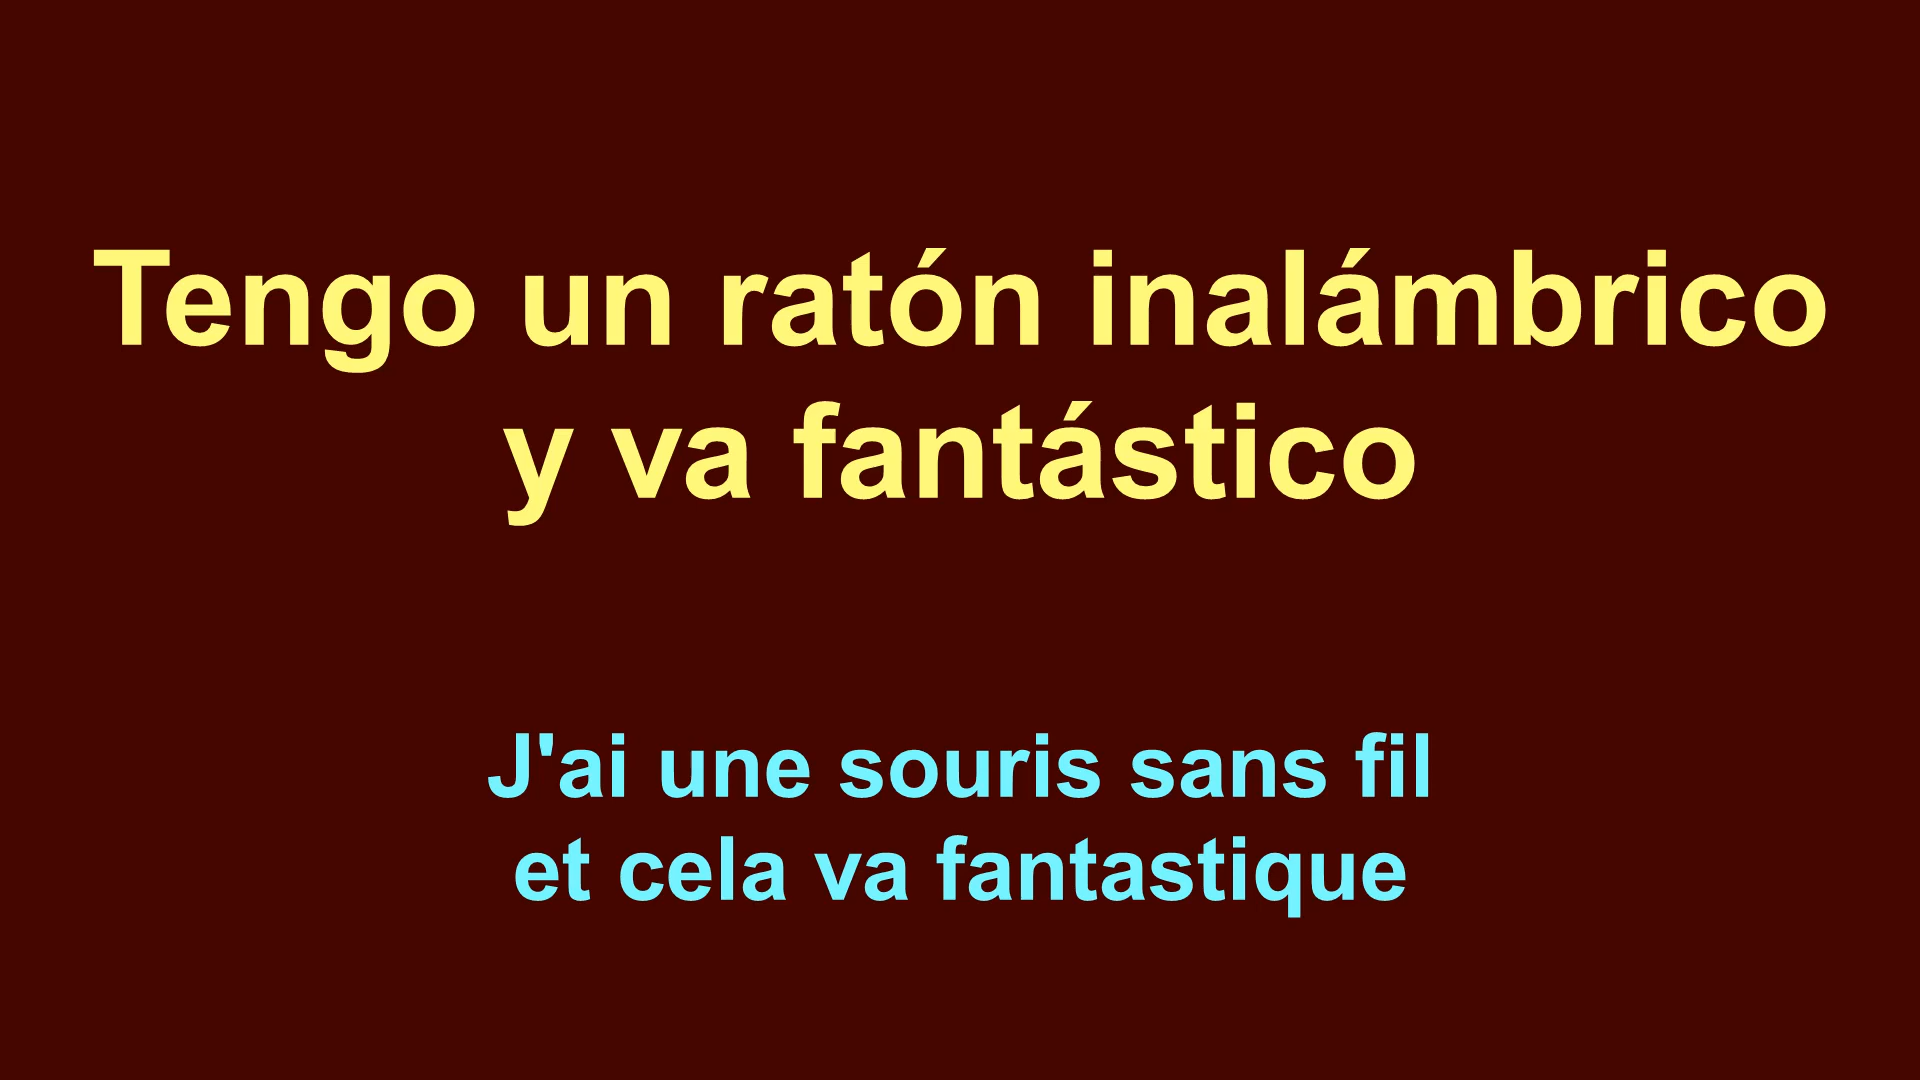 Tengo un ratón inalámbrico
y va fantástico
J'ai une souris sans fil
et cela va fantastique